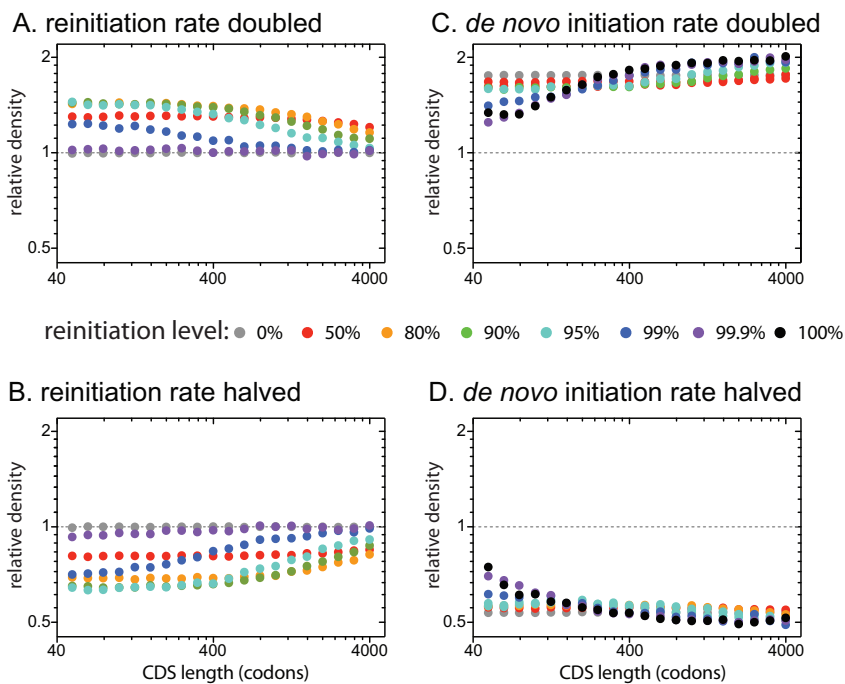 A. reinitiation rate doubled
C. de novo initiation rate doubled
relative density
2
1
0.5
40
400
4000
relative density
2
1
0.5
40
400
4000
reinitiation level: 0% 50% 80% 90% 95% 99% 99.9% 100%
B. reinitiation rate halved
D. de novo initiation rate halved
relative density
2
1
0.5
40
400
4000
CDS length (codons)
relative density
2
1
0.5
40
400
4000
CDS length (codons)